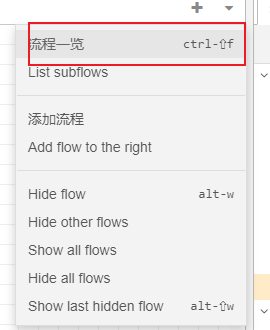 流程一览 ctrl-⇧f
List subflows
添加流程
Add flow to the right
Hide flow alt-w
Hide other flows
Show all flows
Hide all flows
Show last hidden flow alt-⇧w